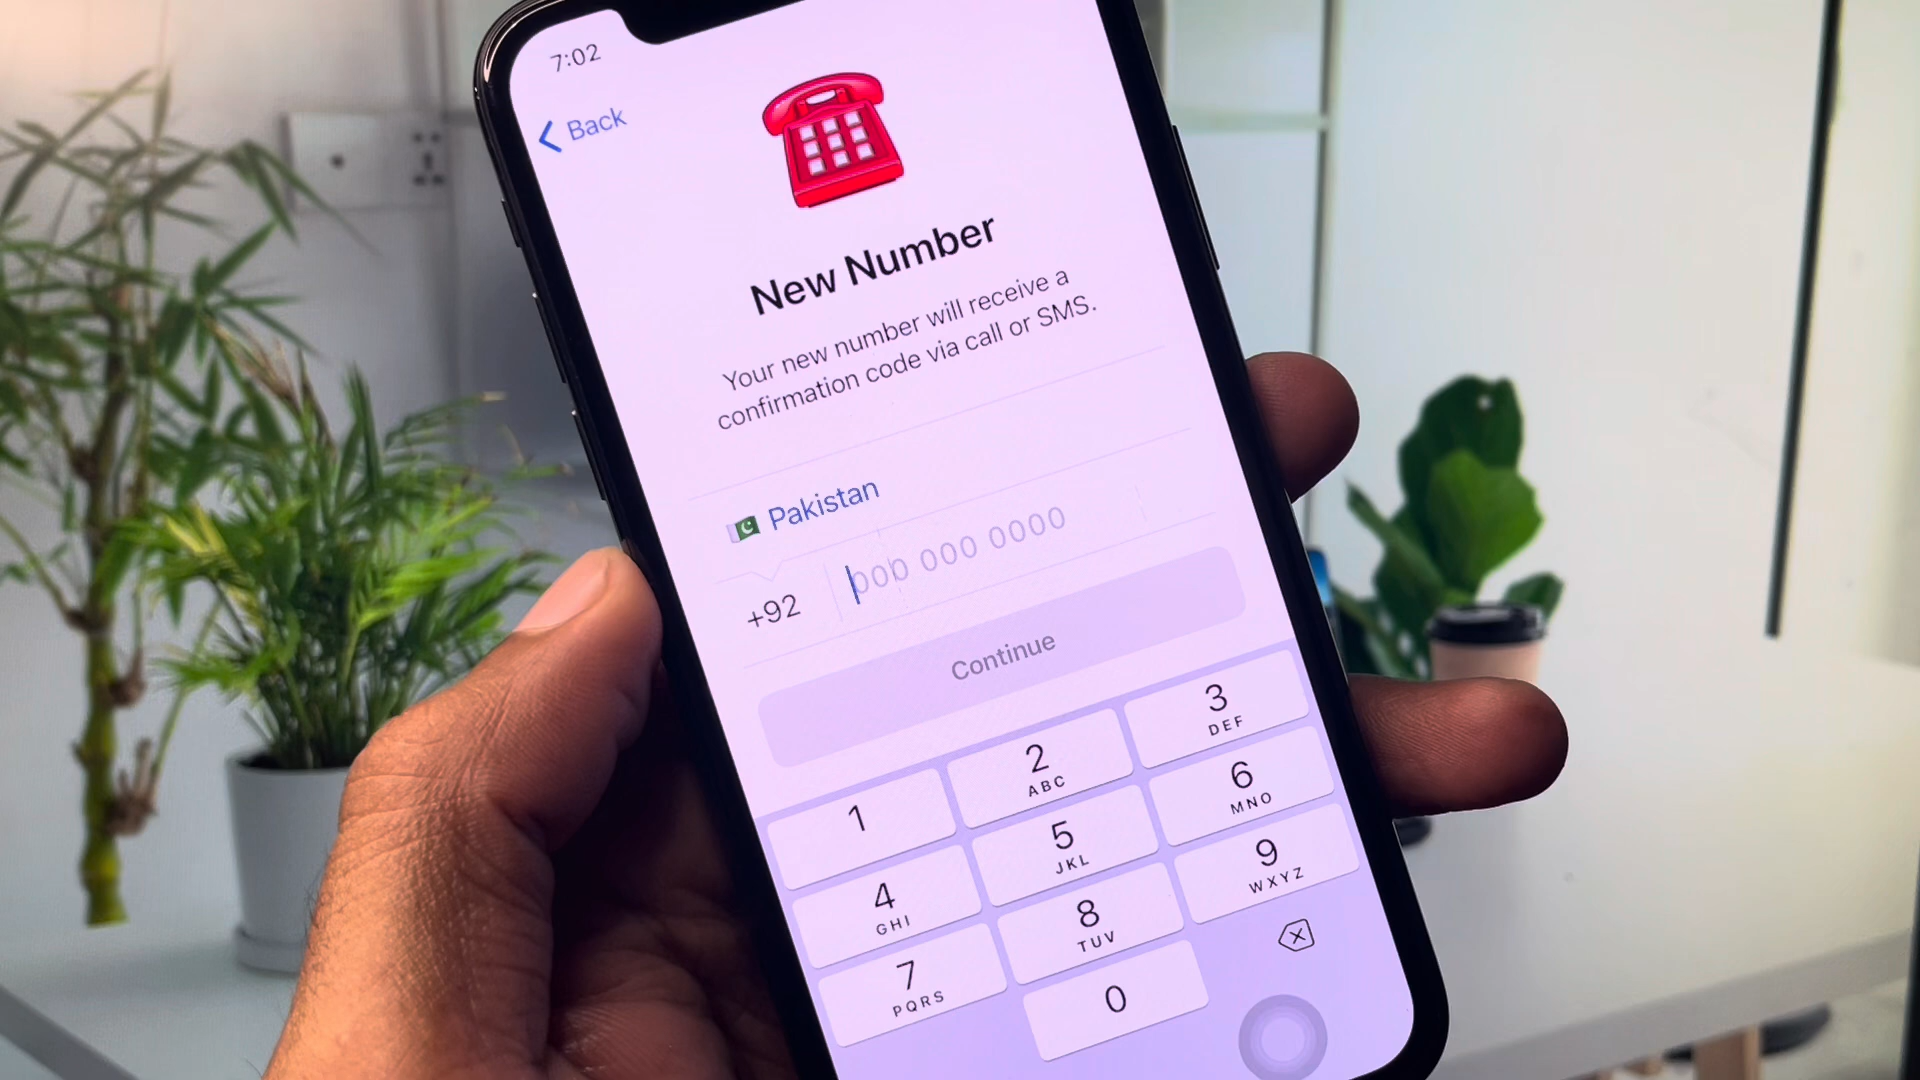 7:02
Back
New Number
Your new number will receive a
confirmation code via call or SMS.
🇵🇰 Pakistan
+92 000 000 0000
Continue
1
2
ABC
3
DEF
4
GHI
5
JKL
6
MNO
7
PQRS
8
TUV
9
WXYZ
0